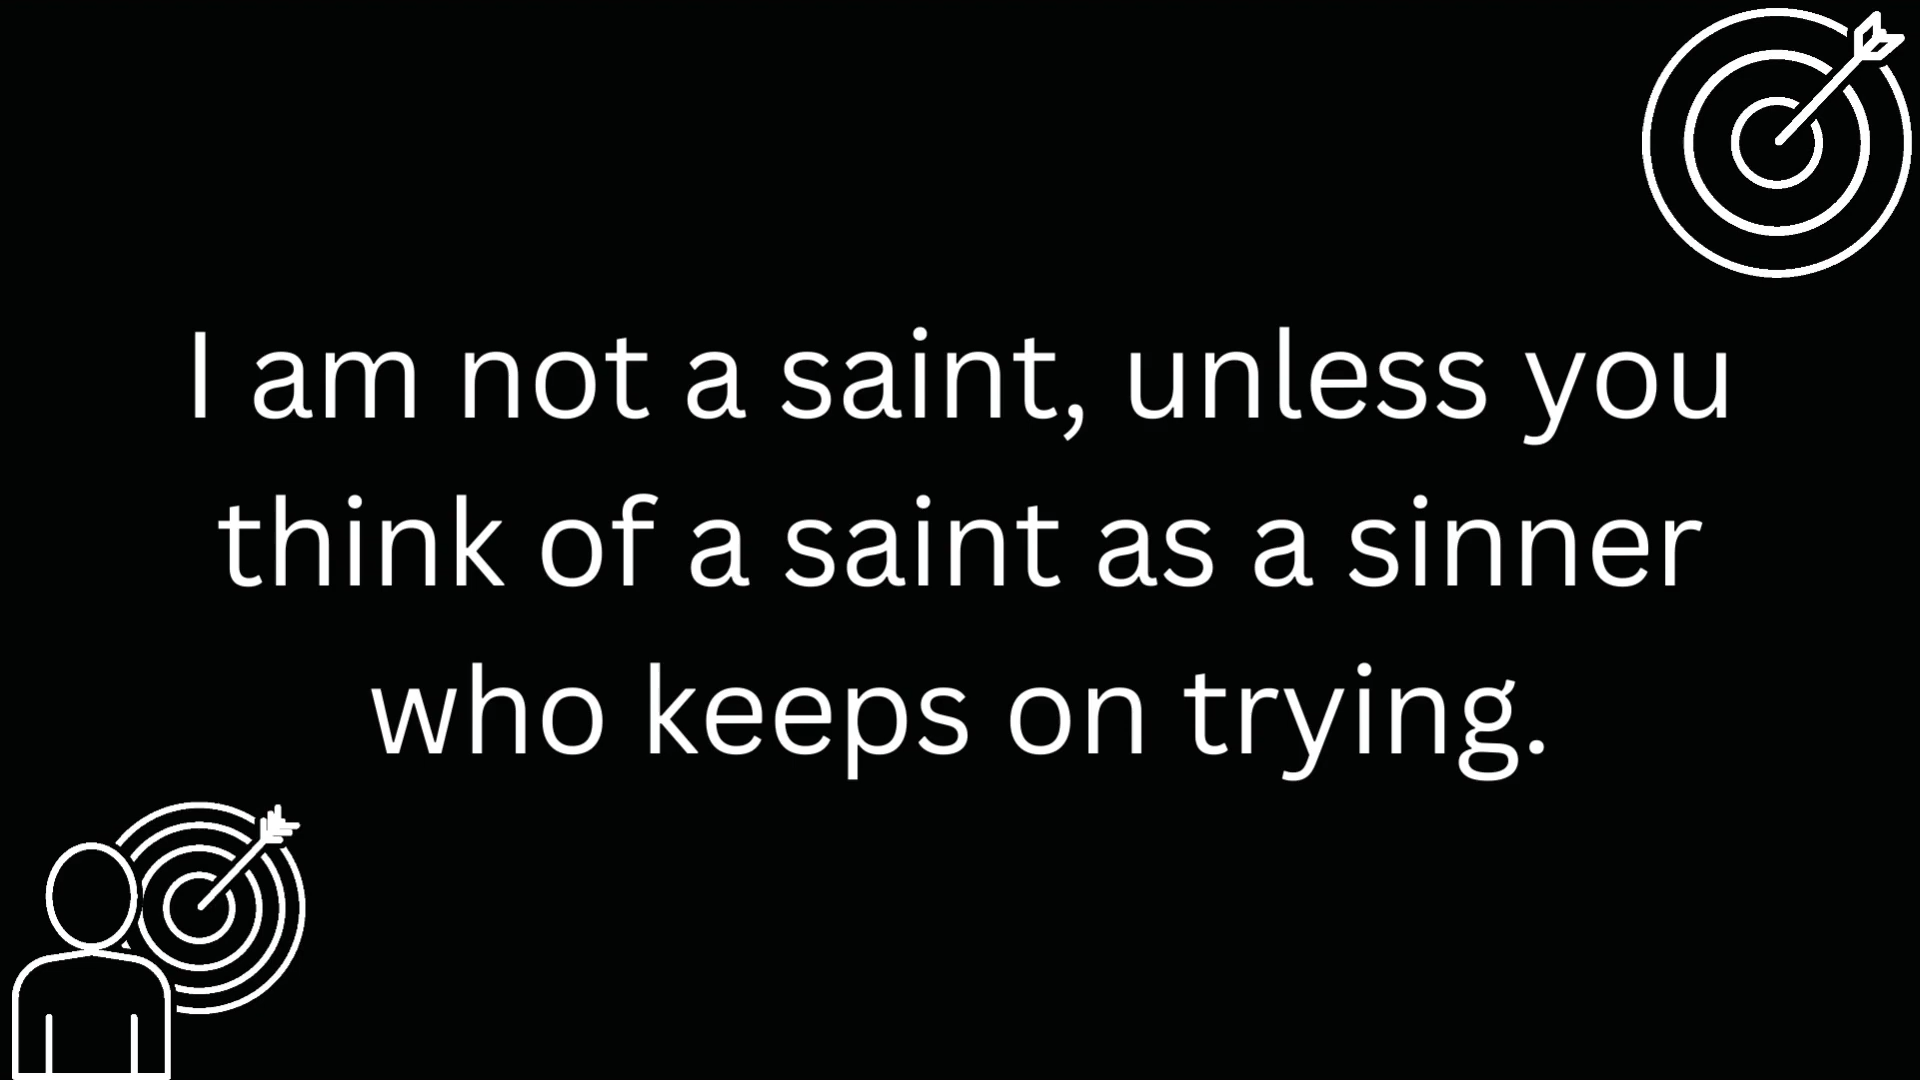 I am not a saint, unless you
think of a saint as a sinner
who keeps on trying.